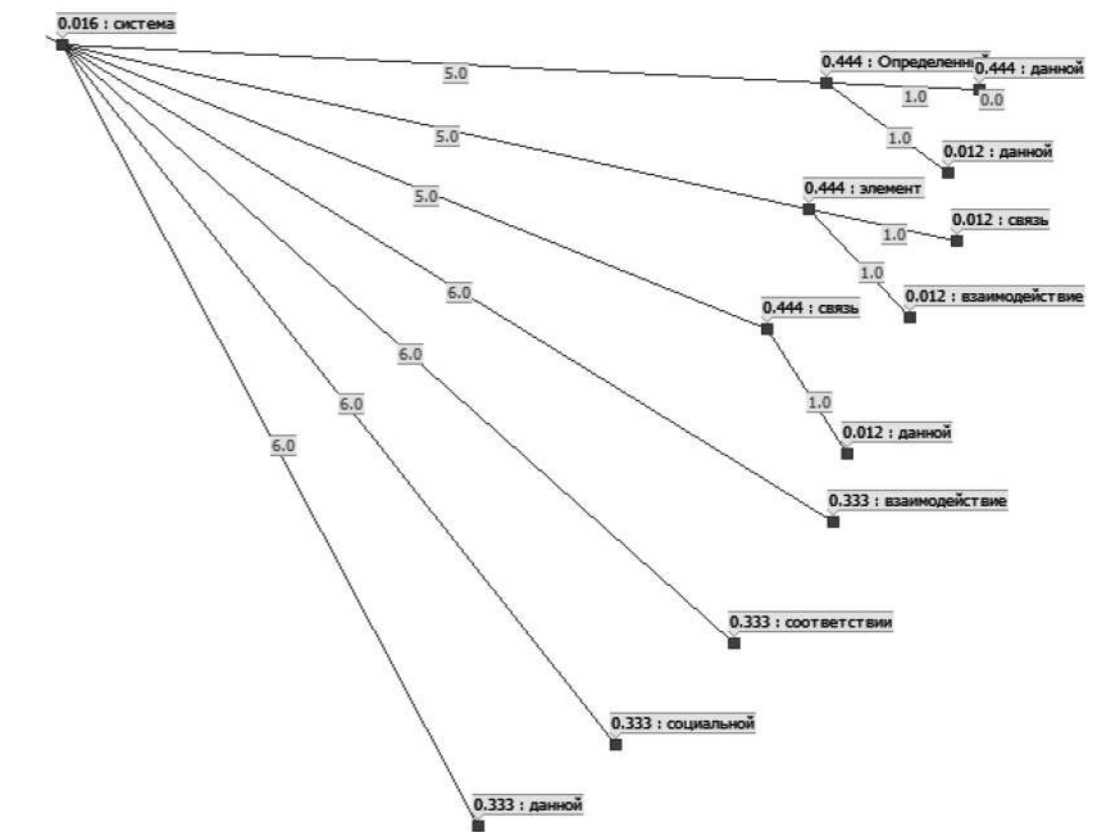 0.016 : система
0.444 : Определенный
0.444 : данной
5.0
1.0
0.0
5.0
1.0
0.012 : данной
0.444 : элемент
5.0
0.012 : связь
1.0
1.0
6.0
0.012 : взаимодействие
0.444 : связь
6.0
6.0
1.0
0.012 : данной
6.0
0.333 : взаимодействие
0.333 : соответствии
0.333 : социальной
0.333 : данной